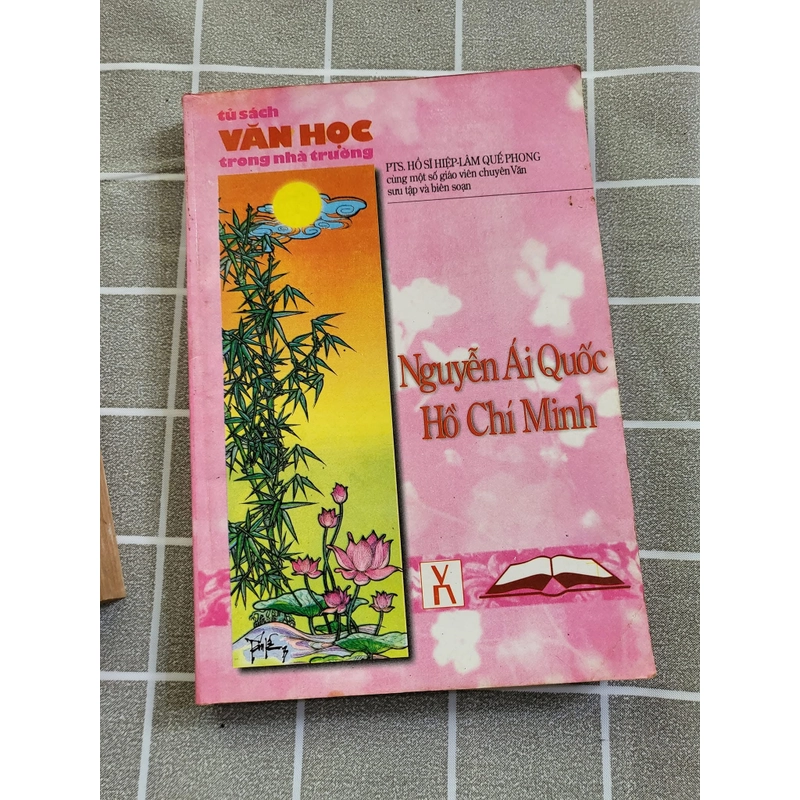 tủ sách
VĂN HỌC
trong nhà trường
PTS. HỒ SĨ HIỆP-LÂM QUẾ PHONG
cùng một số giáo viên chuyên Văn
sưu tập và biên soạn
Nguyễn Ái Quốc
Hồ Chí Minh
VN